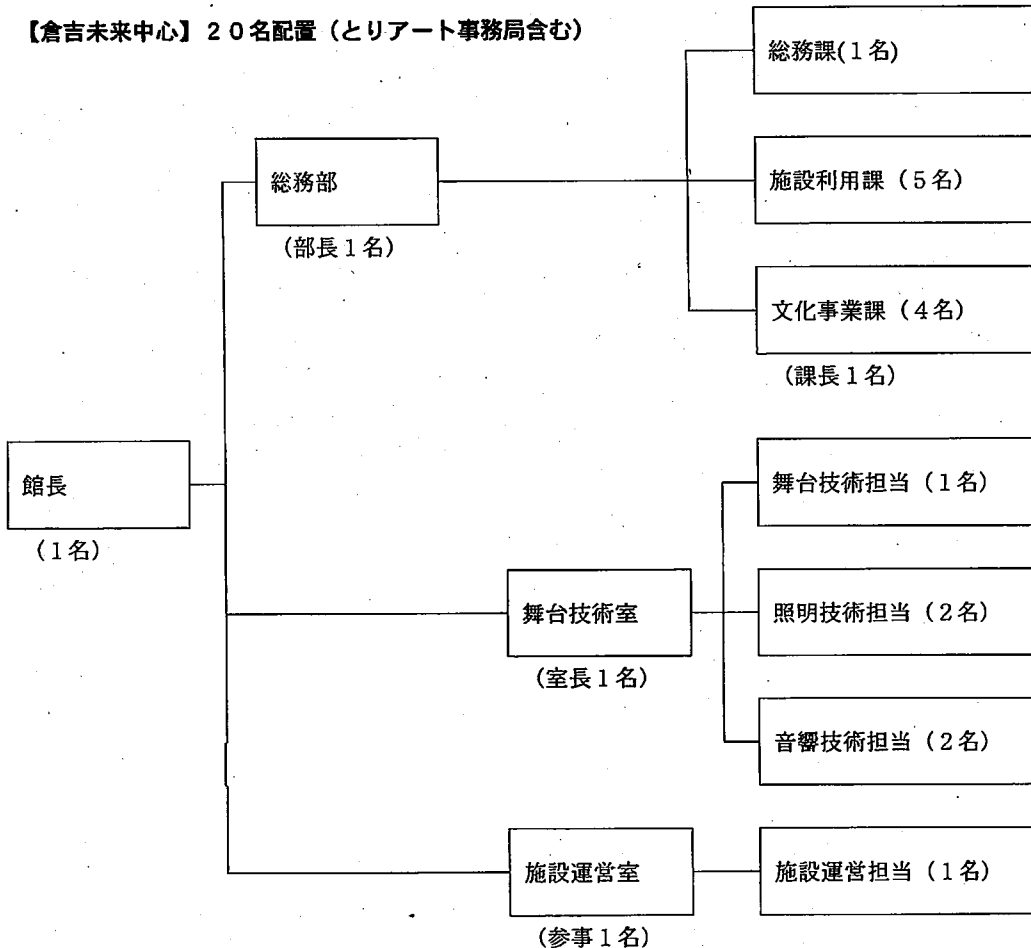 【倉吉未来中心】２０名配置（とりアート事務局含む）
総務課(１名)
総務部
(部長１名)
施設利用課（５名）
文化事業課（４名）
(課長１名)
館長
(１名)
舞台技術担当（１名）
舞台技術室
(室長１名)
照明技術担当（２名）
音響技術担当（２名）
施設運営室
(参事１名)
施設運営担当（１名）